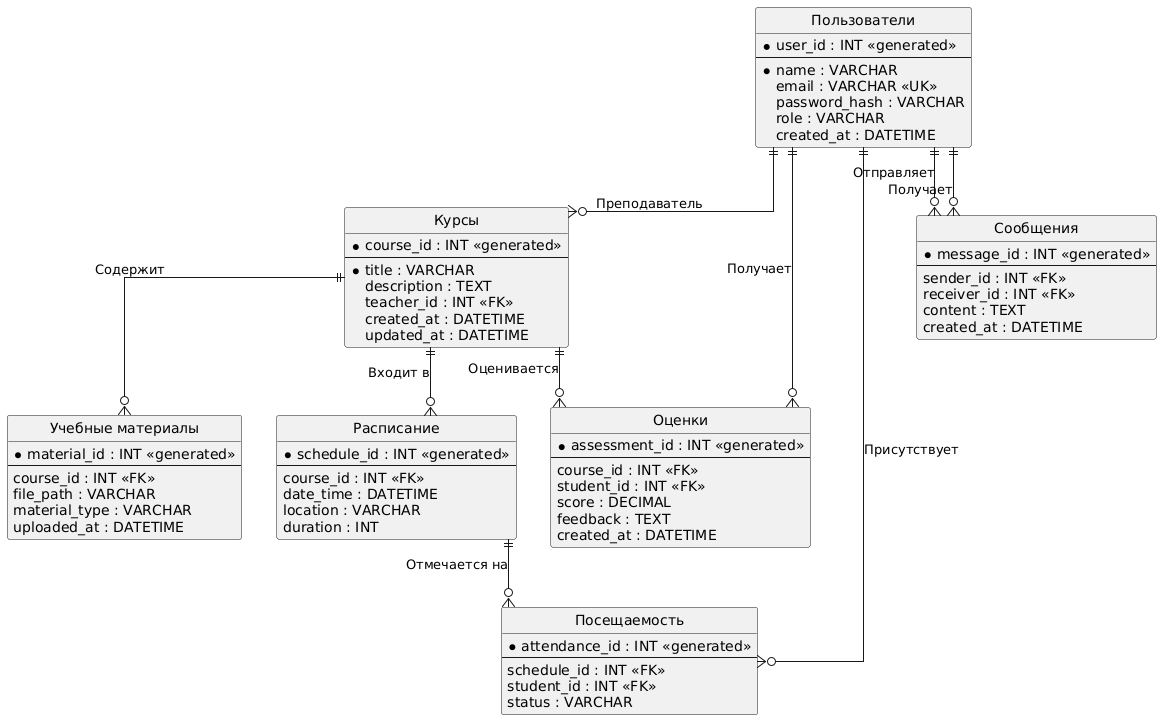 Пользователи
user_id : INT «generated»
name : VARCHAR
email : VARCHAR «UK»
password_hash : VARCHAR
role : VARCHAR
created_at : DATETIME
Отправляет
Получает
Преподаватель
Получает
Присутствует
Сообщения
message_id : INT «generated»
sender_id : INT «FK»
receiver_id : INT «FK»
content : TEXT
created_at : DATETIME
Курсы
course_id : INT «generated»
title : VARCHAR
description : TEXT
teacher_id : INT «FK»
created_at : DATETIME
updated_at : DATETIME
Содержит
Входит в
Оценивается
Учебные материалы
material_id : INT «generated»
course_id : INT «FK»
file_path : VARCHAR
material_type : VARCHAR
uploaded_at : DATETIME
Расписание
schedule_id : INT «generated»
course_id : INT «FK»
date_time : DATETIME
location : VARCHAR
duration : INT
Оценки
assessment_id : INT «generated»
course_id : INT «FK»
student_id : INT «FK»
score : DECIMAL
feedback : TEXT
created_at : DATETIME
Отмечается на
Посещаемость
attendance_id : INT «generated»
schedule_id : INT «FK»
student_id : INT «FK»
status : VARCHAR